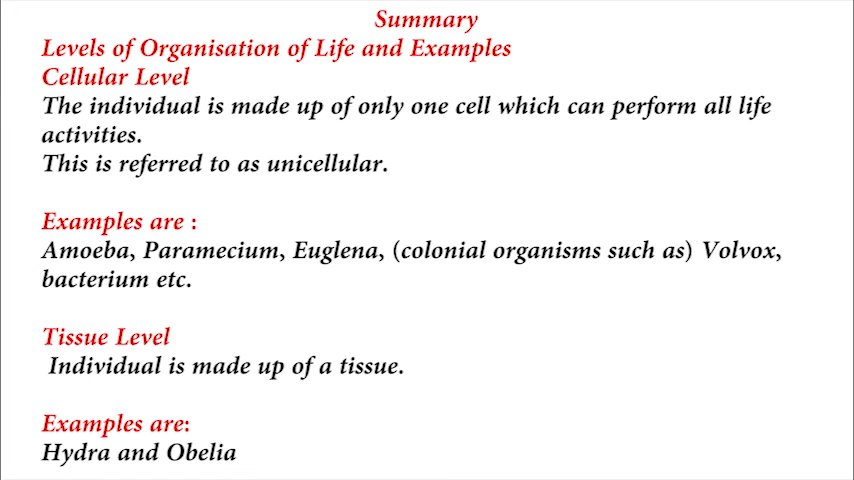 Summary
Levels of Organisation of Life and Examples
Cellular Level
The individual is made up of only one cell which can perform all life
activities.
This is referred to as unicellular.
Examples are :
Amoeba, Paramecium, Euglena, (colonial organisms such as) Volvox,
bacterium etc.
Tissue Level
Individual is made up of a tissue.
Examples are:
Hydra and Obelia